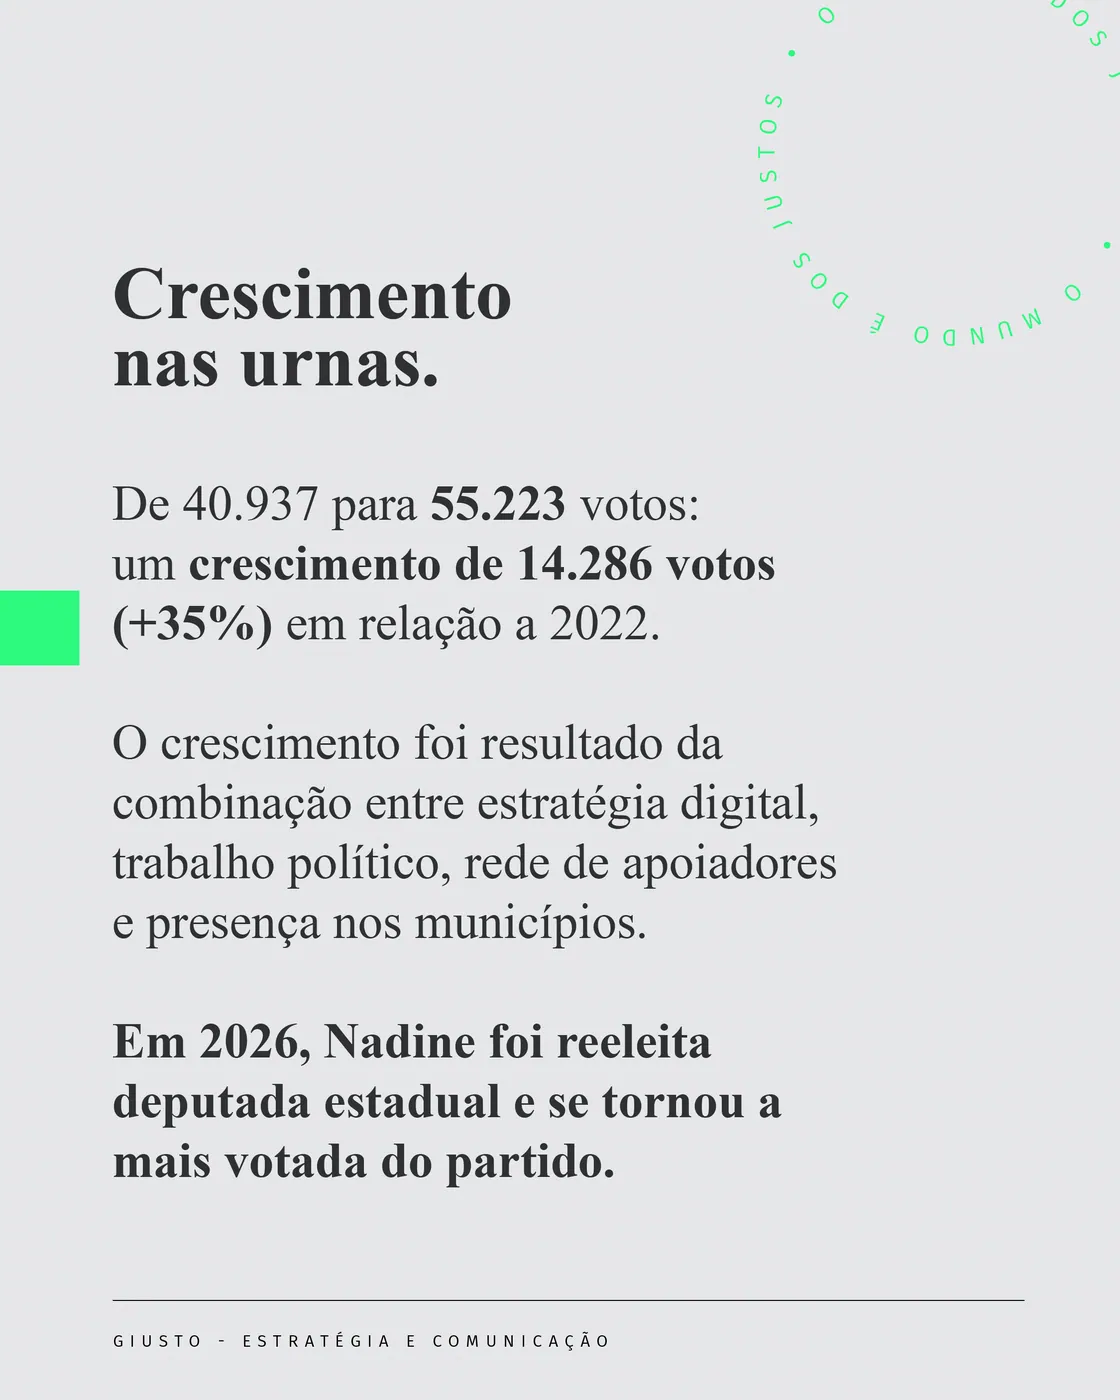 O
DOS J
• O MUNDO É DOS JUSTOS •
Crescimento
nas urnas.
De 40.937 para 55.223 votos:
um crescimento de 14.286 votos
(+35%) em relação a 2022.
O crescimento foi resultado da
combinação entre estratégia digital,
trabalho político, rede de apoiadores
e presença nos municípios.
Em 2026, Nadine foi reeleita
deputada estadual e se tornou a
mais votada do partido.
GIUSTO - ESTRATÉGIA E COMUNICAÇÃO